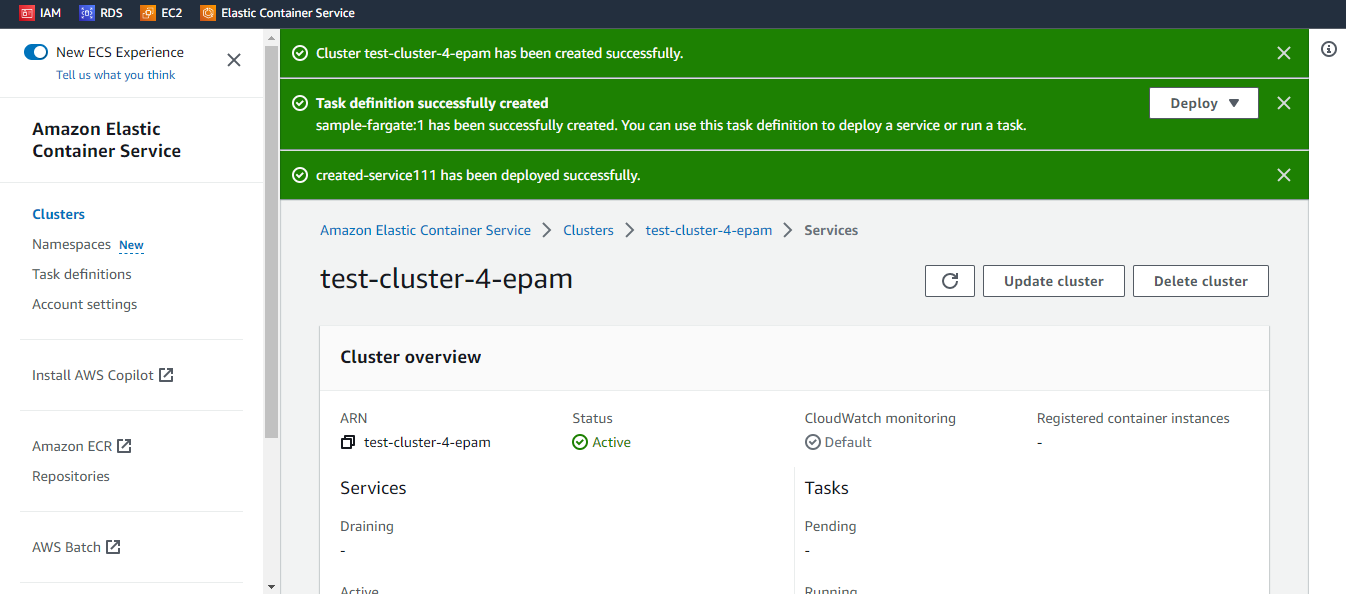 IAM RDS EC2 Elastic Container Service
New ECS Experience
Tell us what you think
Amazon Elastic
Container Service
Clusters
Namespaces New
Task definitions
Account settings
Install AWS Copilot
Amazon ECR
Repositories
AWS Batch
Cluster test-cluster-4-epam has been created successfully.
Task definition successfully created
sample-fargate:1 has been successfully created. You can use this task definition to deploy a service or run a task.
Deploy
created-service111 has been deployed successfully.
Amazon Elastic Container Service Clusters test-cluster-4-epam Services
test-cluster-4-epam
Update cluster Delete cluster
Cluster overview
ARN Status CloudWatch monitoring Registered container instances
test-cluster-4-epam Active Default -
Services Tasks
Draining Pending
- -
Active Running